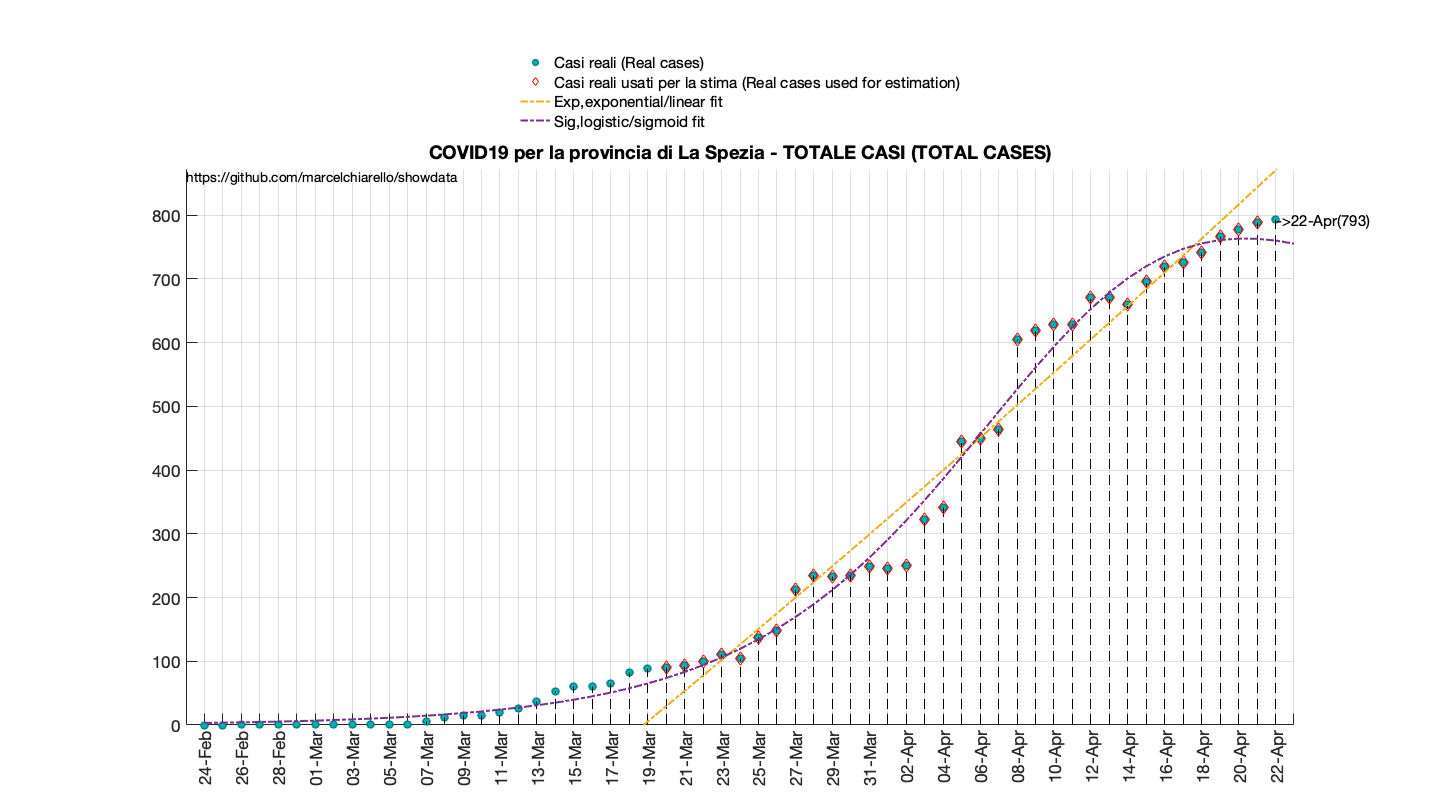 Casi reali (Real cases)
Casi reali usati per la stima (Real cases used for estimation)
Exp,exponential/linear fit
Sig,logistic/sigmoid fit
COVID19 per la provincia di La Spezia - TOTALE CASI (TOTAL CASES)
https://github.com/marcelchiarello/showdata
800
700
600
500
400
300
200
100
0
>22-Apr(793)
24-Feb
26-Feb
28-Feb
01-Mar
03-Mar
05-Mar
07-Mar
09-Mar
11-Mar
13-Mar
15-Mar
17-Mar
19-Mar
21-Mar
23-Mar
25-Mar
27-Mar
29-Mar
31-Mar
02-Apr
04-Apr
06-Apr
08-Apr
10-Apr
12-Apr
14-Apr
16-Apr
18-Apr
20-Apr
22-Apr